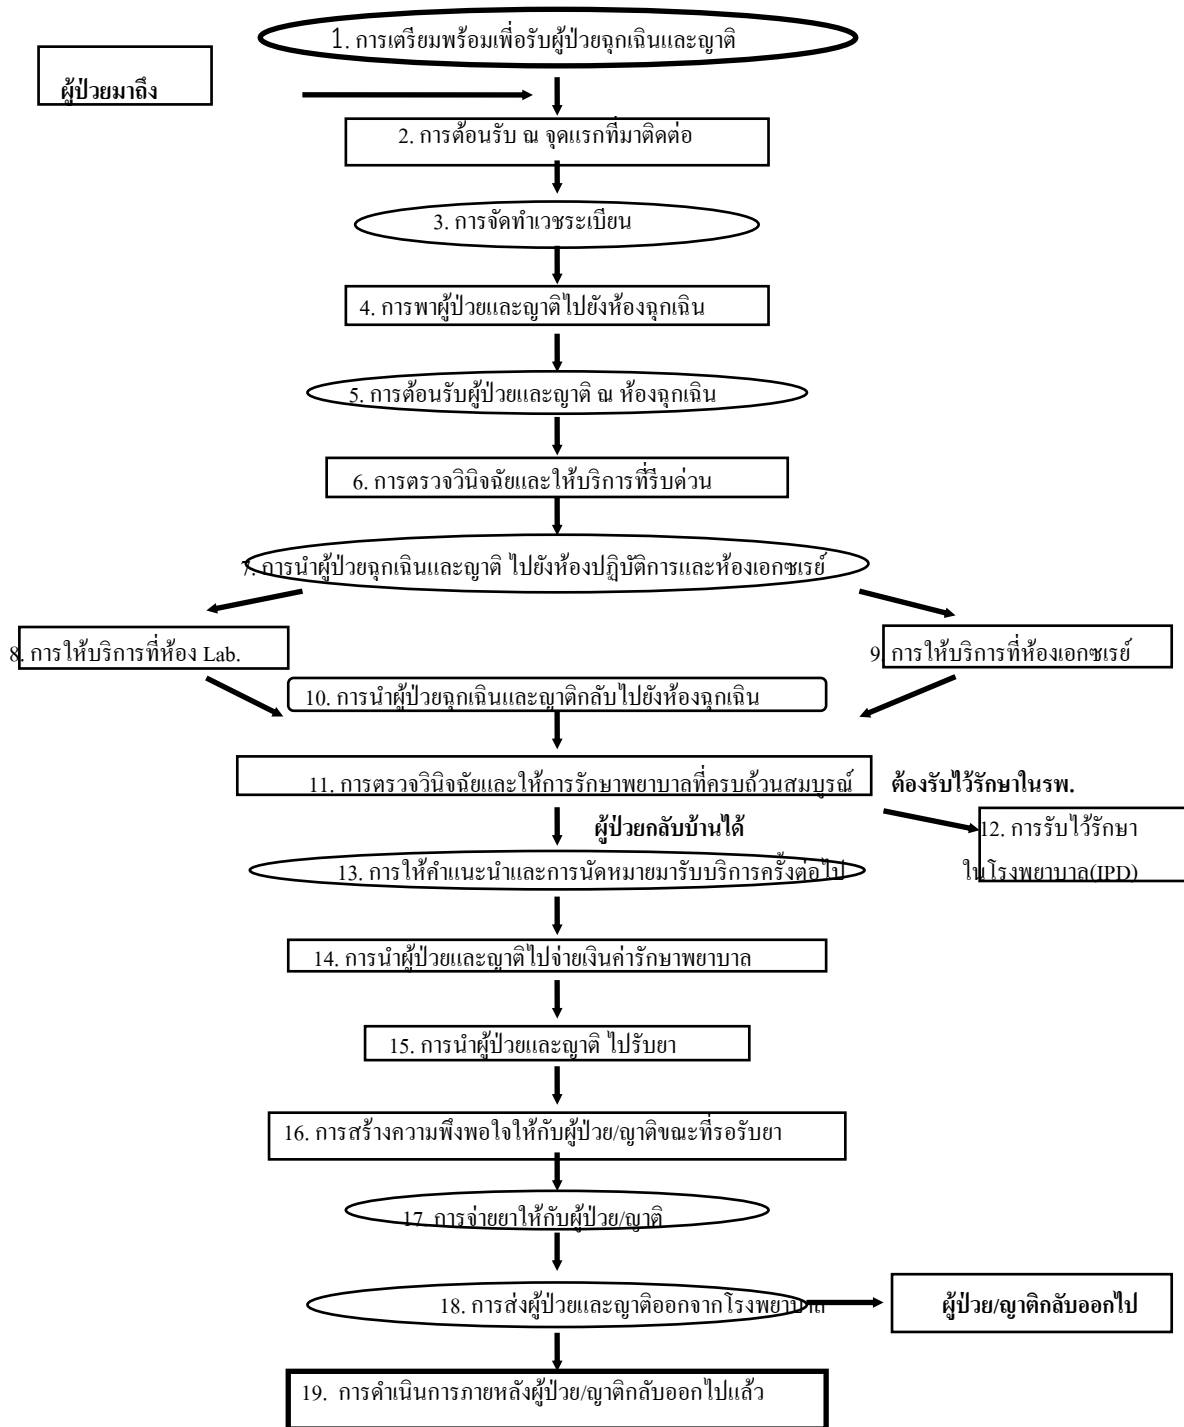 1. การเตรียมพร้อมเพื่อรับผู้ป่วยฉุกเฉินและญาติ
ผู้ป่วยมาถึง
2. การต้อนรับ ณ จุดแรกที่มาติดต่อ
3. การจัดทำเวชระเบียน
4. การพาผู้ป่วยและญาติไปยังห้องฉุกเฉิน
5. การต้อนรับผู้ป่วยและญาติ ณ ห้องฉุกเฉิน
6. การตรวจวินิจฉัยและให้บริการที่รีบด่วน
7. การนำผู้ป่วยฉุกเฉินและญาติ ไปยังห้องปฏิบัติการและห้องเอกซเรย์
8. การให้บริการที่ห้อง Lab.
9. การให้บริการที่ห้องเอกซเรย์
10. การนำผู้ป่วยฉุกเฉินและญาติกลับไปยังห้องฉุกเฉิน
11. การตรวจวินิจฉัยและให้การรักษาพยาบาลที่ครบถ้วนสมบูรณ์
ต้องรับไว้รักษาในรพ.
ผู้ป่วยกลับบ้านได้
12. การรับไว้รักษา
ในโรงพยาบาล(IPD)
13. การให้คำแนะนำและการนัดหมายมารับบริการครั้งต่อไป
14. การนำผู้ป่วยและญาติไปจ่ายเงินค่ารักษาพยาบาล
15. การนำผู้ป่วยและญาติ ไปรับยา
16. การสร้างความพึงพอใจให้กับผู้ป่วย/ญาติขณะที่รอรับยา
17. การจ่ายยาให้กับผู้ป่วย/ญาติ
18. การส่งผู้ป่วยและญาติออกจากโรงพยาบาล
ผู้ป่วย/ญาติกลับออกไป
19. การดำเนินการภายหลังผู้ป่วย/ญาติกลับออกไปแล้ว